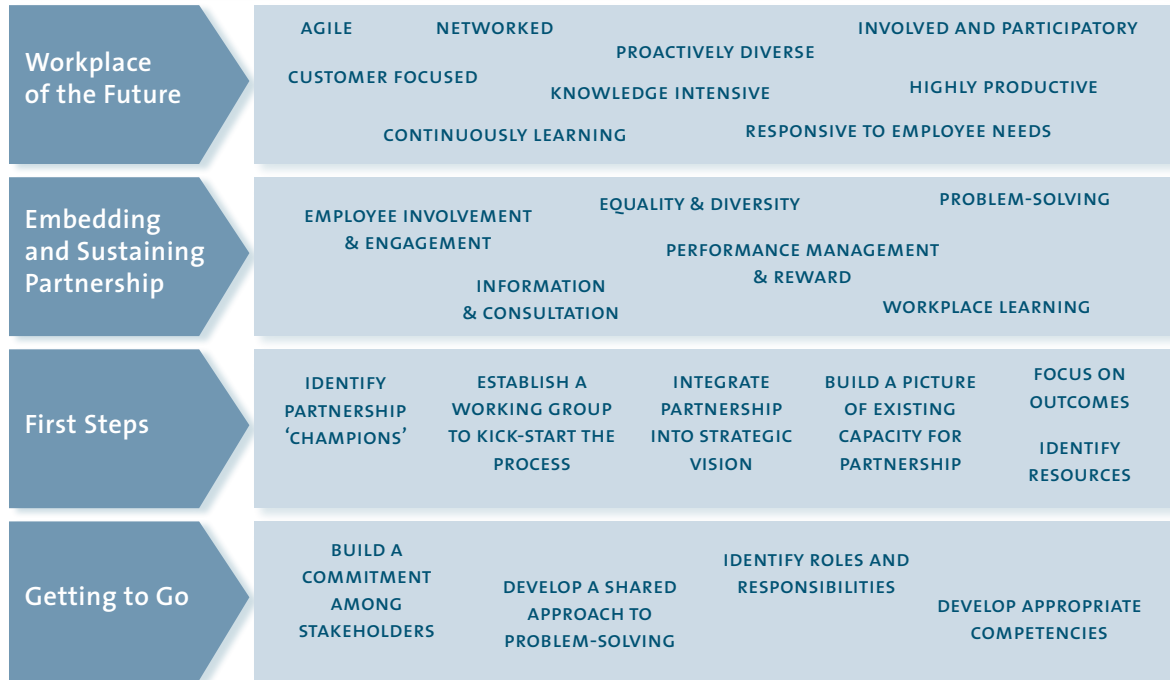 Workplace
of the Future
AGILE
NETWORKED
INVOLVED AND PARTICIPATORY
PROACTIVELY DIVERSE
CUSTOMER FOCUSED
KNOWLEDGE INTENSIVE
HIGHLY PRODUCTIVE
CONTINUOUSLY LEARNING
RESPONSIVE TO EMPLOYEE NEEDS
Embedding
and Sustaining
Partnership
EMPLOYEE INVOLVEMENT
& ENGAGEMENT
EQUALITY & DIVERSITY
PROBLEM-SOLVING
PERFORMANCE MANAGEMENT
& REWARD
INFORMATION
& CONSULTATION
WORKPLACE LEARNING
First Steps
IDENTIFY
PARTNERSHIP
‘CHAMPIONS’
ESTABLISH A
WORKING GROUP
TO KICK-START THE
PROCESS
INTEGRATE
PARTNERSHIP
INTO STRATEGIC
VISION
BUILD A PICTURE
OF EXISTING
CAPACITY FOR
PARTNERSHIP
FOCUS ON
OUTCOMES
IDENTIFY
RESOURCES
Getting to Go
BUILD A
COMMITMENT
AMONG
STAKEHOLDERS
DEVELOP A SHARED
APPROACH TO
PROBLEM-SOLVING
IDENTIFY ROLES AND
RESPONSIBILITIES
DEVELOP APPROPRIATE
COMPETENCIES